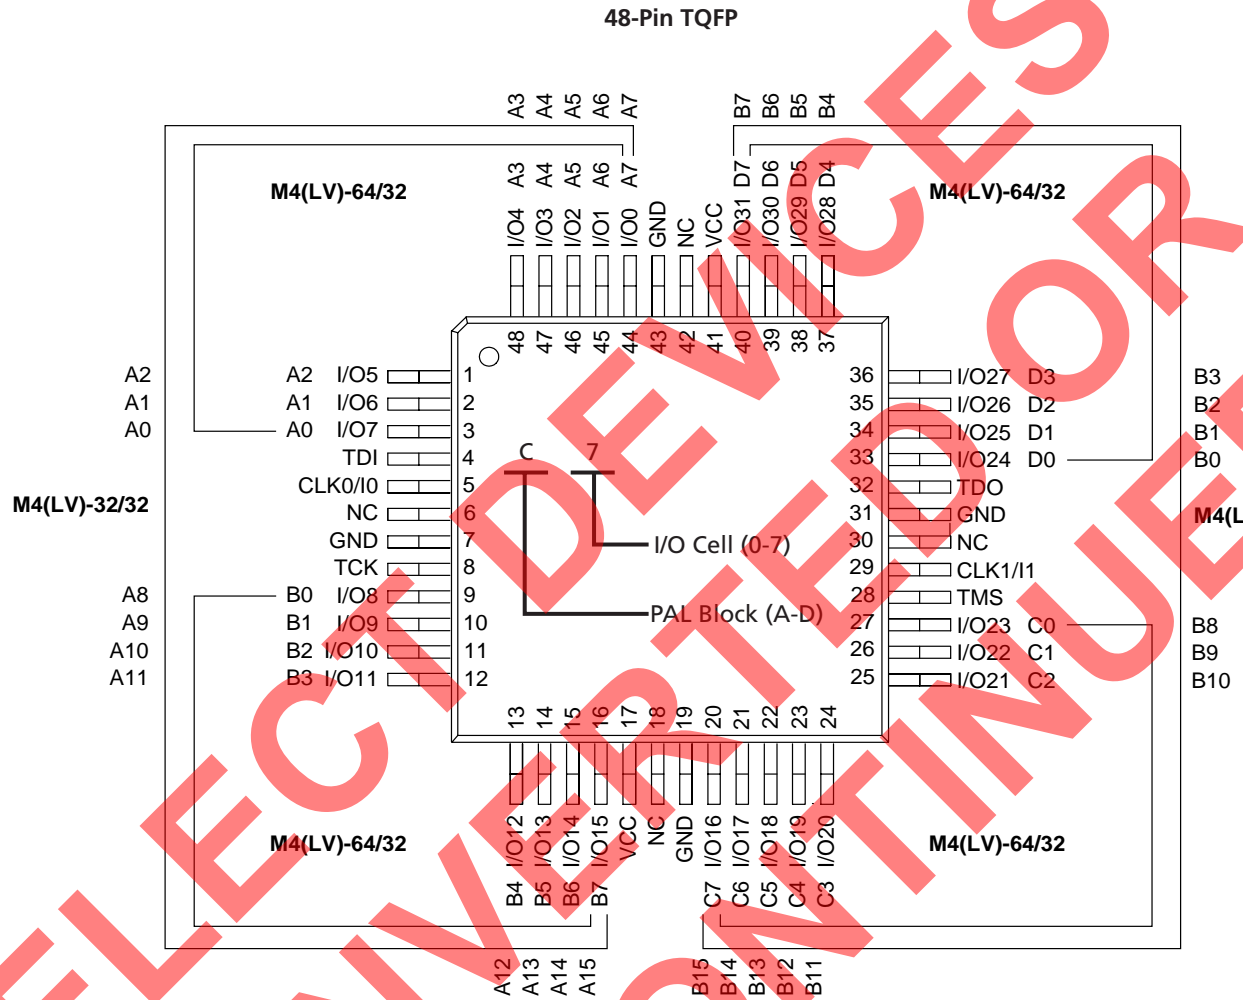 48-Pin TQFP
A3 A4 A5 A6 A7
B7 B6 B5 B4
A3 A4 A5 A6 A7
D7 D6 D5 D4
M4(LV)-64/32
M4(LV)-64/32
I/O4 I/O3 I/O2 I/O1 I/O0 GND NC VCC I/O31 I/O30 I/O29 I/O28
48 47 46 45 44 43 42 41 40 39 38 37
A2 A2 I/O5 1
36 I/O27 D3 B3
A1 A1 I/O6 2
35 I/O26 D2 B2
A0 A0 I/O7 3
34 I/O25 D1 B1
TDI 4
33 I/O24 D0 B0
C 7
CLK0/I0 5
32 TDO
M4(LV)-32/32
NC 6
31 GND
M4(L
GND 7
30 NC
I/O Cell (0-7)
TCK 8
29 CLK1/I1
A8 B0 I/O8 9
28 TMS
PAL Block (A-D)
A9 B1 I/O9 10
27 I/O23 C0 B8
A10 B2 I/O10 11
26 I/O22 C1 B9
A11 B3 I/O11 12
25 I/O21 C2 B10
13 14 15 16 17 18 19 20 21 22 23 24
I/O12 I/O13 I/O14 I/O15 VCC NC GND I/O16 I/O17 I/O18 I/O19 I/O20
M4(LV)-64/32
M4(LV)-64/32
B4 B5 B6 B7
C7 C6 C5 C4 C3
A12 A13 A14 A15
B15 B14 B13 B12 B11
ELECT DEVICES
VERTED OR
ONTINUE